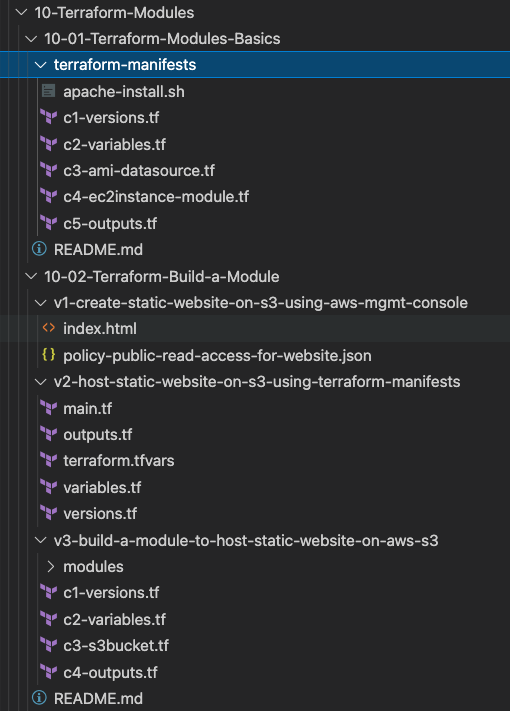 10-Terraform-Modules
10-01-Terraform-Modules-Basics
terraform-manifests
apache-install.sh
c1-versions.tf
c2-variables.tf
c3-ami-datasource.tf
c4-ec2instance-module.tf
c5-outputs.tf
README.md
10-02-Terraform-Build-a-Module
v1-create-static-website-on-s3-using-aws-mgmt-console
index.html
policy-public-read-access-for-website.json
v2-host-static-website-on-s3-using-terraform-manifests
main.tf
outputs.tf
terraform.tfvars
variables.tf
versions.tf
v3-build-a-module-to-host-static-website-on-aws-s3
modules
c1-versions.tf
c2-variables.tf
c3-s3bucket.tf
c4-outputs.tf
README.md